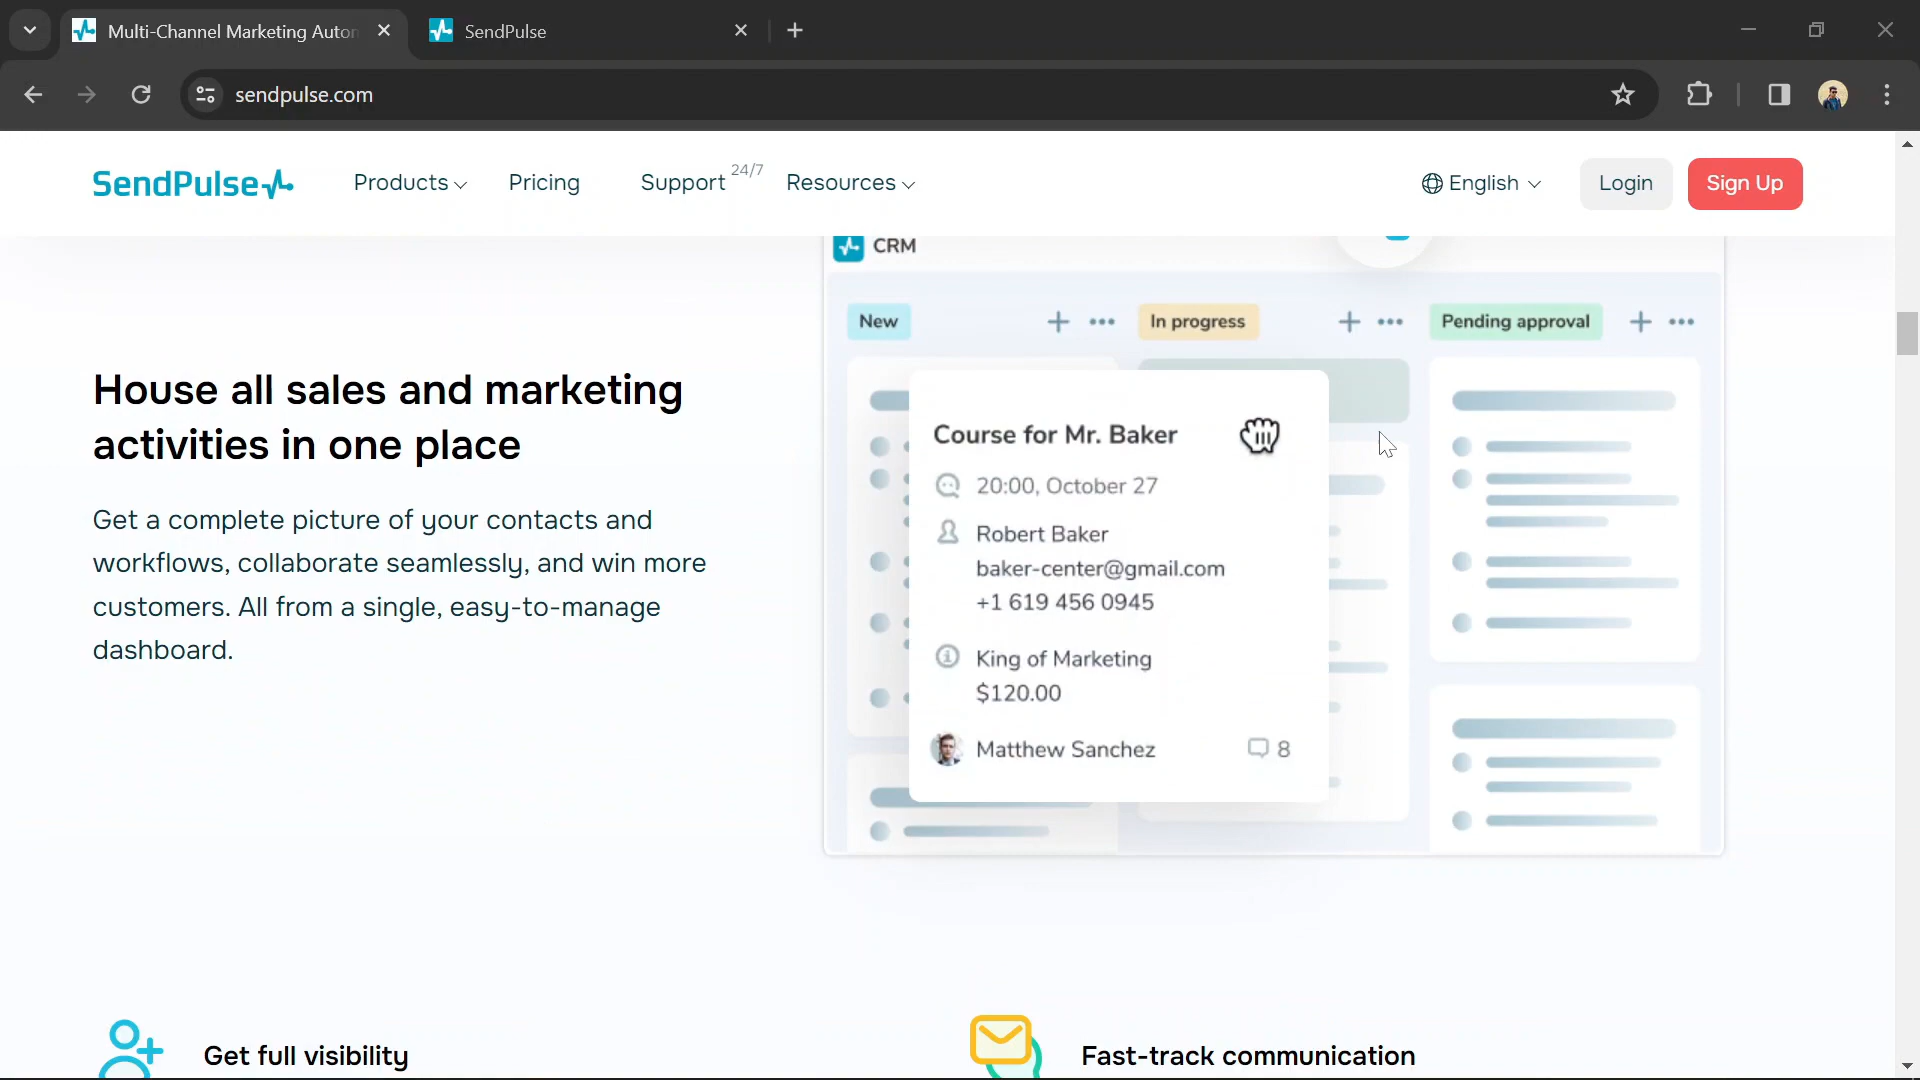 Multi-Channel Marketing Auton
SendPulse
sendpulse.com
SendPulse
Products
Pricing
Support 24/7
Resources
English
Login
Sign Up
CRM
New
In progress
Pending approval
House all sales and marketing
activities in one place
Get a complete picture of your contacts and
workflows, collaborate seamlessly, and win more
customers. All from a single, easy-to-manage
dashboard.
Course for Mr. Baker
20:00, October 27
Robert Baker
baker-center@gmail.com
+1 619 456 0945
King of Marketing
$120.00
Matthew Sanchez
8
Get full visibility
Fast-track communication